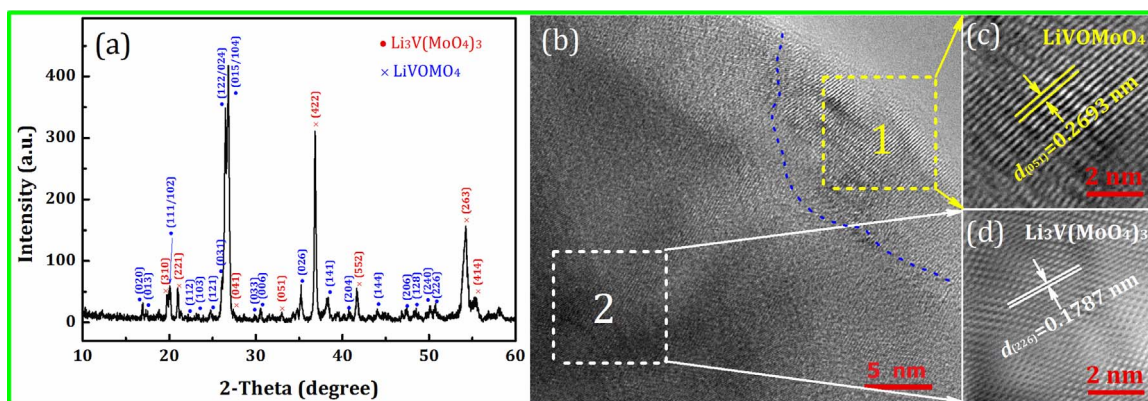 (a)
• Li₃V(MoO₄)₃
× LiVOMO₄
Intensity (a.u.)
400
300
200
100
0
• (020)
• (013)
× (310)
• (111/102)
× (221)
• (112)
• (103)
• (121)
• (031)
• (122/024)
• (015/104)
× (041)
• (033)
• (006)
× (051)
• (026)
× (422)
• (141)
• (204)
× (552)
• (144)
• (206)
• (128)
• (240)
• (226)
× (263)
× (414)
10
20
30
40
50
60
2-Theta (degree)
(b)
1
2
5 nm
(c)
LiVOMoO₄
d(051)=0.2693 nm
2 nm
(d)
Li₃V(MoO₄)₃
d(226)=0.1787 nm
2 nm